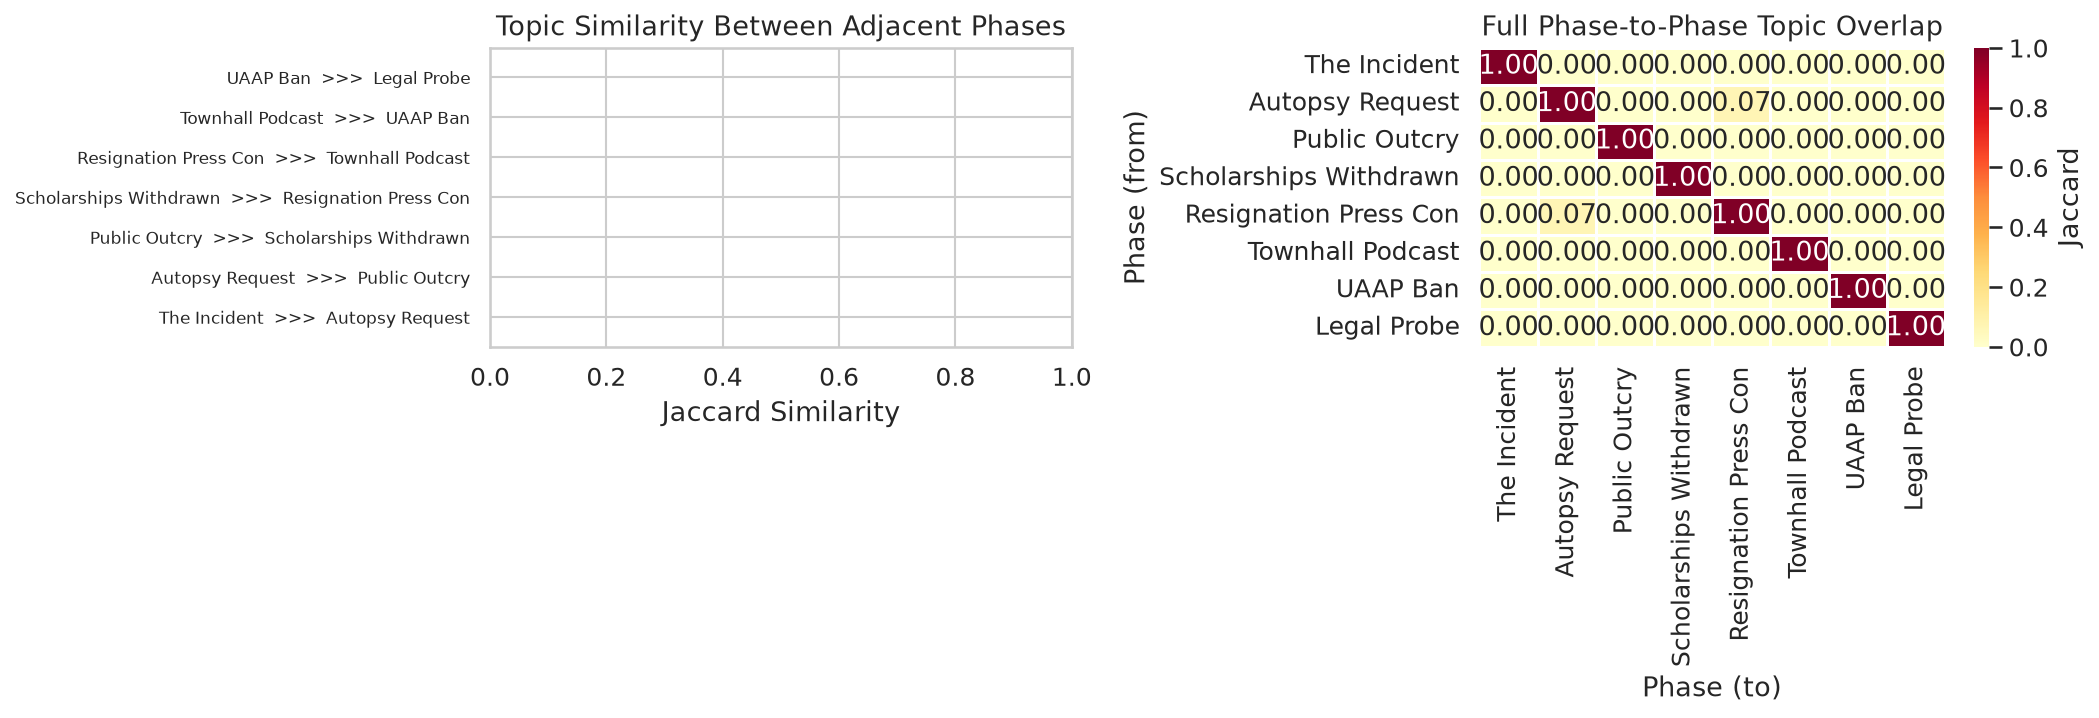 Topic Similarity Between Adjacent Phases
UAAP Ban >>> Legal Probe
Townhall Podcast >>> UAAP Ban
Resignation Press Con >>> Townhall Podcast
Scholarships Withdrawn >>> Resignation Press Con
Public Outcry >>> Scholarships Withdrawn
Autopsy Request >>> Public Outcry
The Incident >>> Autopsy Request
0.0 0.2 0.4 0.6 0.8 1.0
Jaccard Similarity
Full Phase-to-Phase Topic Overlap
Phase (from)
The Incident 1.00 0.00 0.00 0.00 0.00 0.00 0.00 0.00
Autopsy Request 0.00 1.00 0.00 0.00 0.07 0.00 0.00 0.00
Public Outcry 0.00 0.00 1.00 0.00 0.00 0.00 0.00 0.00
Scholarships Withdrawn 0.00 0.00 0.00 1.00 0.00 0.00 0.00 0.00
Resignation Press Con 0.00 0.07 0.00 0.00 1.00 0.00 0.00 0.00
Townhall Podcast 0.00 0.00 0.00 0.00 0.00 1.00 0.00 0.00
UAAP Ban 0.00 0.00 0.00 0.00 0.00 0.00 1.00 0.00
Legal Probe 0.00 0.00 0.00 0.00 0.00 0.00 0.00 1.00
The Incident
Autopsy Request
Public Outcry
Scholarships Withdrawn
Resignation Press Con
Townhall Podcast
UAAP Ban
Legal Probe
Phase (to)
1.0
0.8
0.6
0.4
0.2
0.0
Jaccard